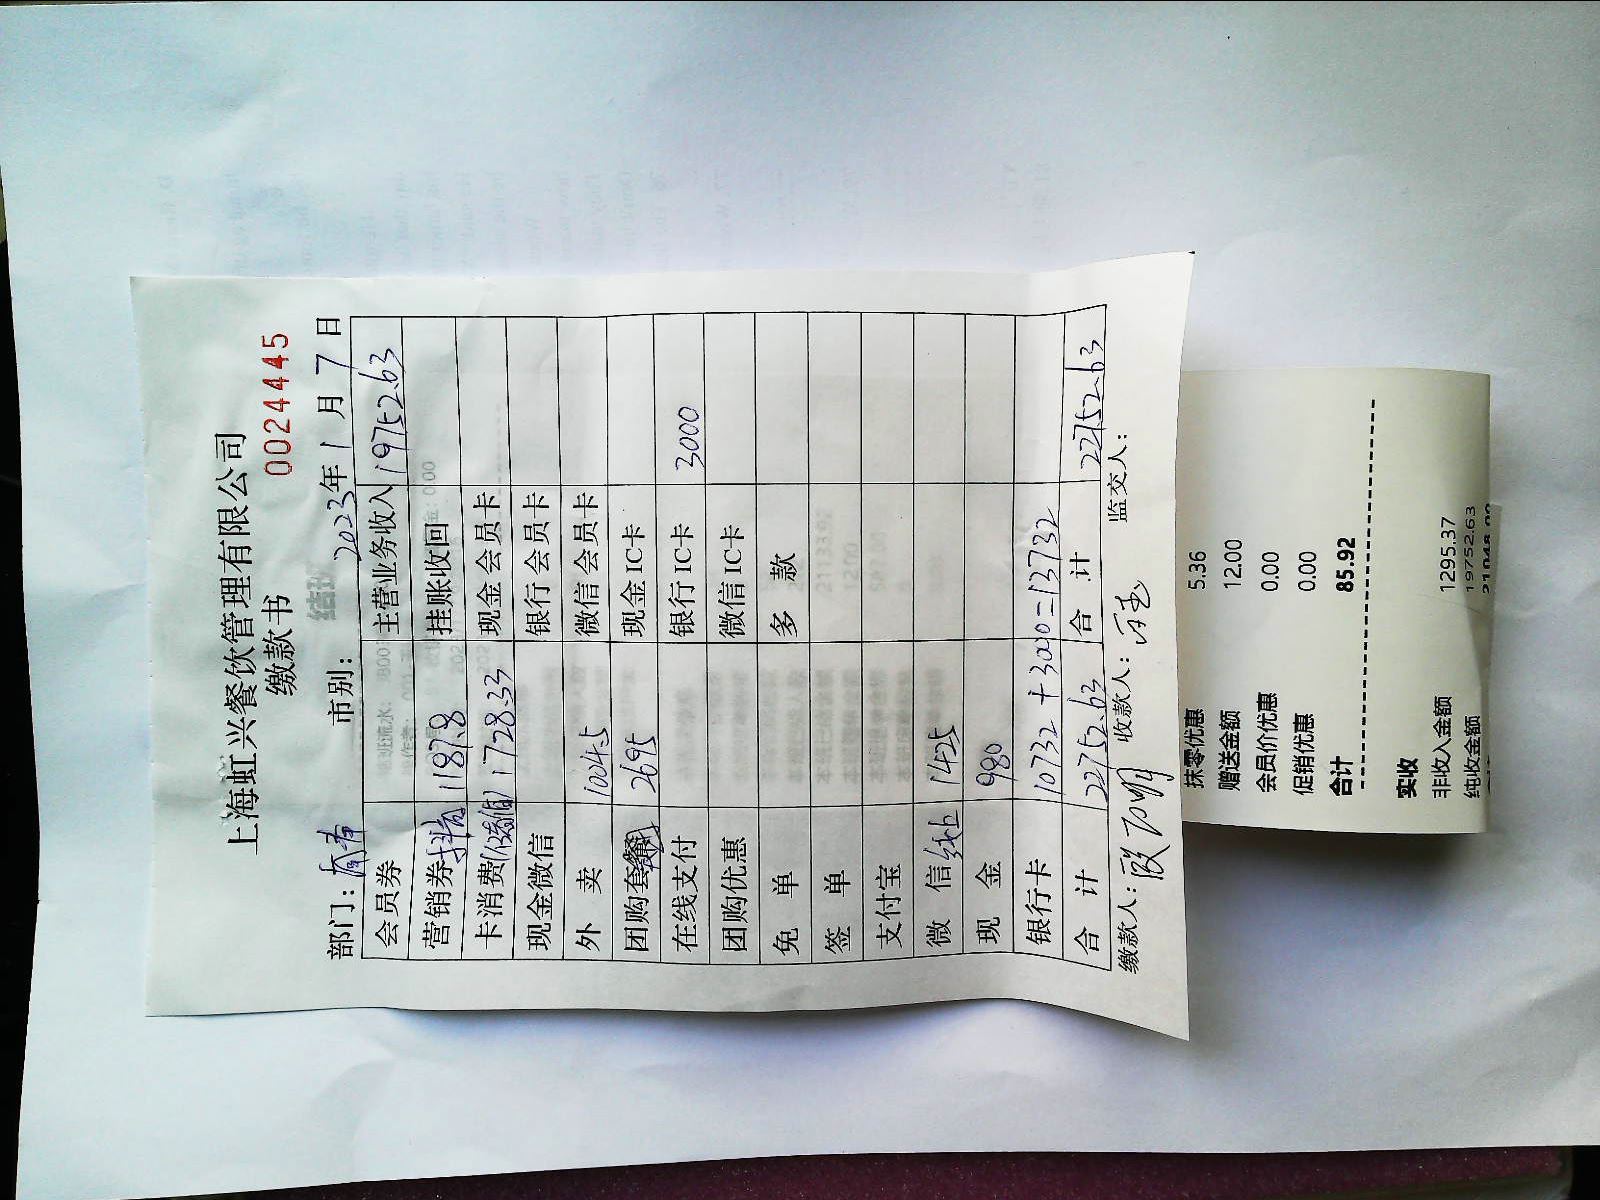 上海虹兴餐饮管理有限公司
缴款书 0024445
部门: 市别: 2023年1月7日
会员券 主营业务收入 19752.63
营销券 1187.8 挂账收回
卡消费(储值) 1728.33 现金会员卡
现金微信 银行会员卡
外 卖 1004.5 微信会员卡
团购套餐 2695 现金IC卡
在线支付 银行IC卡 3000
团购优惠 微信IC卡
免 单 多 款
签 单
支付宝
微 信 线上 1425
现 金 980
银行卡 10732+3000=13732
合 计 22752.63 合 计 22752.63
缴款人: 收款人: 监交人:
抹零优惠 5.36
赠送金额 12.00
会员价优惠 0.00
促销优惠 0.00
合计 85.92
实收
非收入金额 1295.37
纯收金额 19752.63